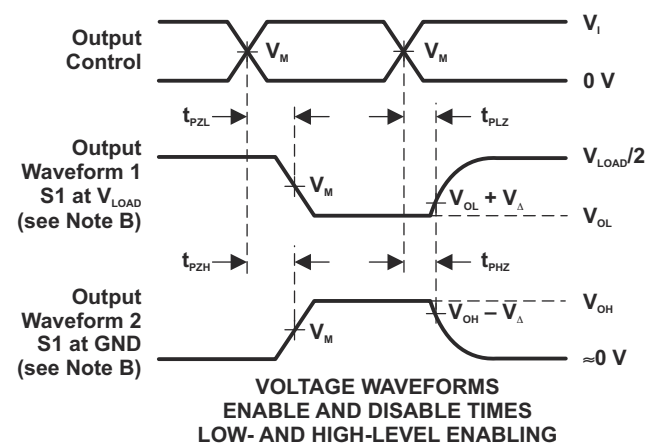 Output
Control
V_M
V_M
V_I
0 V
t_PZL
t_PLZ
Output
Waveform 1
S1 at V_LOAD
(see Note B)
V_M
V_OL + V_Δ
V_LOAD/2
V_OL
t_PZH
t_PHZ
Output
Waveform 2
S1 at GND
(see Note B)
V_M
V_OH – V_Δ
V_OH
≈0 V
VOLTAGE WAVEFORMS
ENABLE AND DISABLE TIMES
LOW- AND HIGH-LEVEL ENABLING